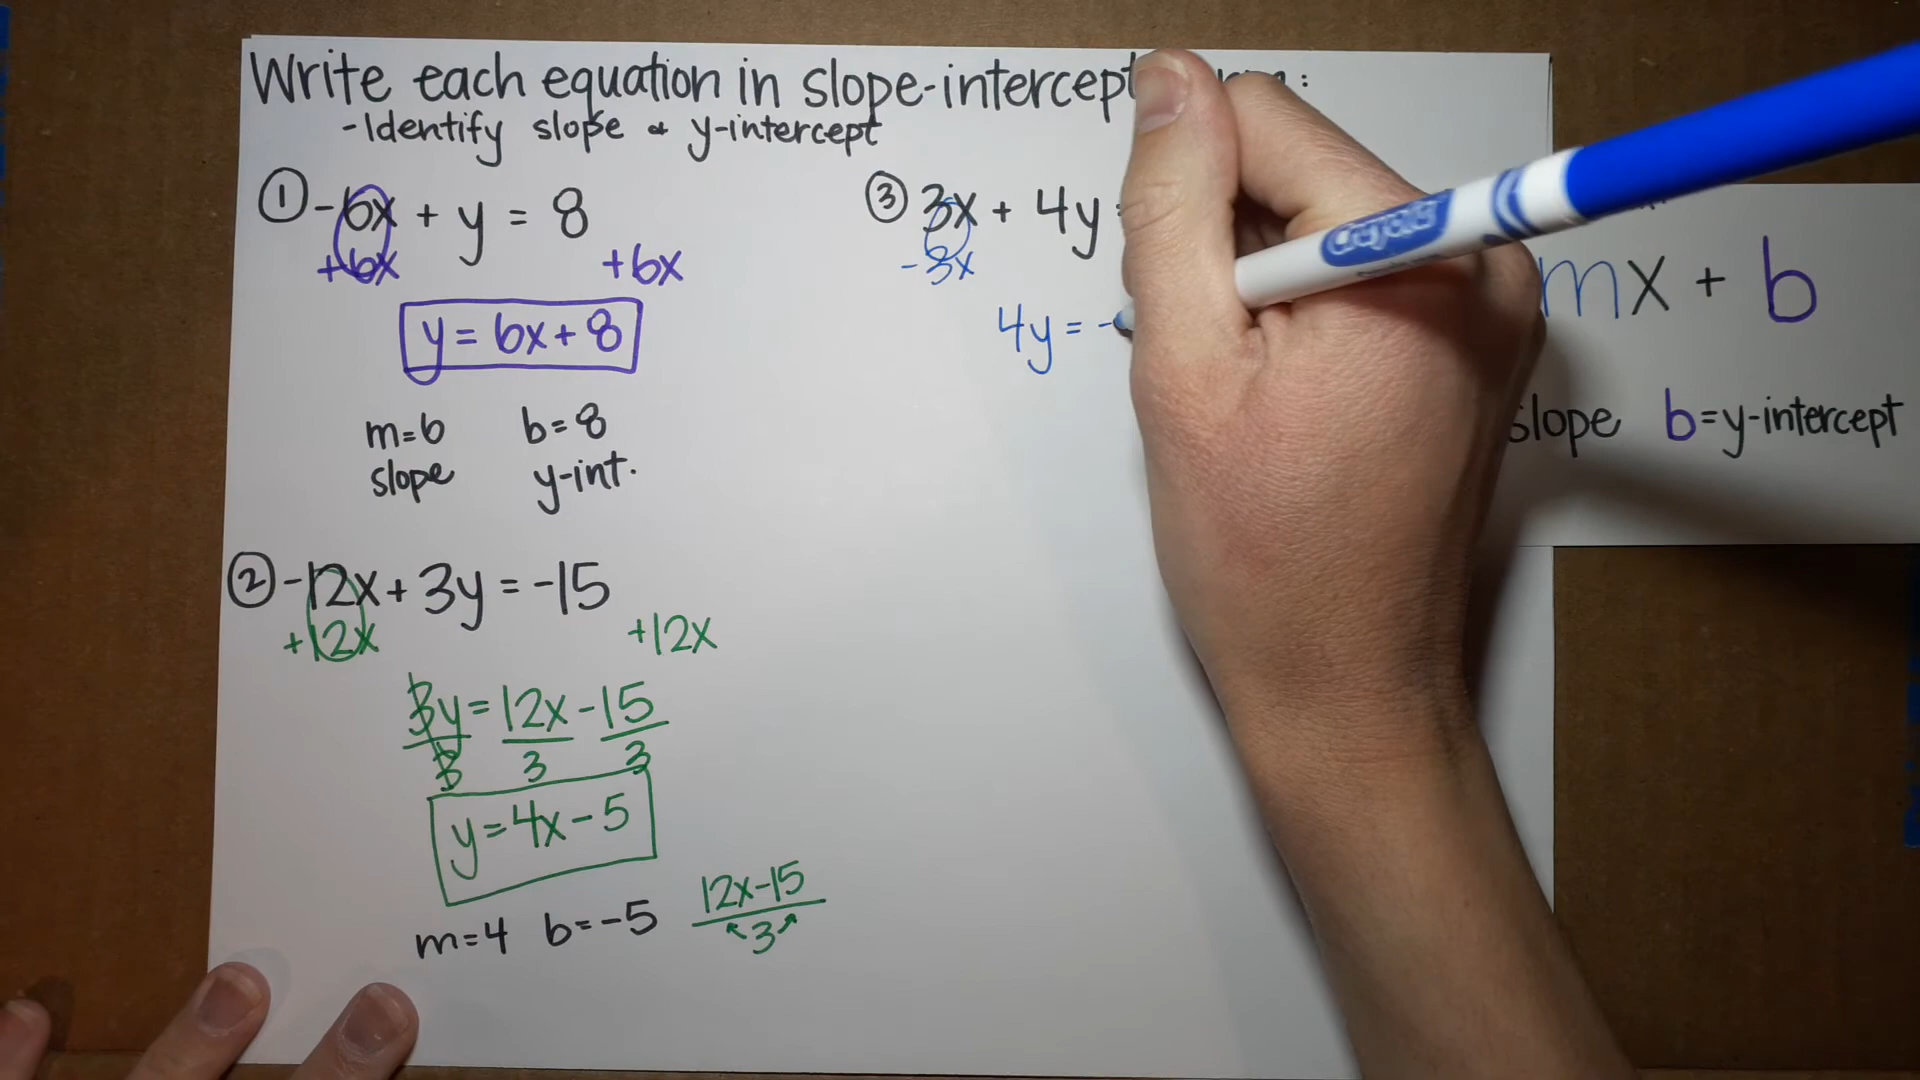 Write each equation in slope-intercept
-Identify slope & y-intercept
① -6x + y = 8
+6x +6x
y = 6x + 8
m=6 b=8
slope y-int.
② -12x + 3y = -15
+12x +12x
3y = 12x - 15
3 3 3
y = 4x - 5
m=4 b=-5
12x-15
3
③ 3x + 4y
-3x
4y = -
mx + b
slope b=y-intercept
Crayola